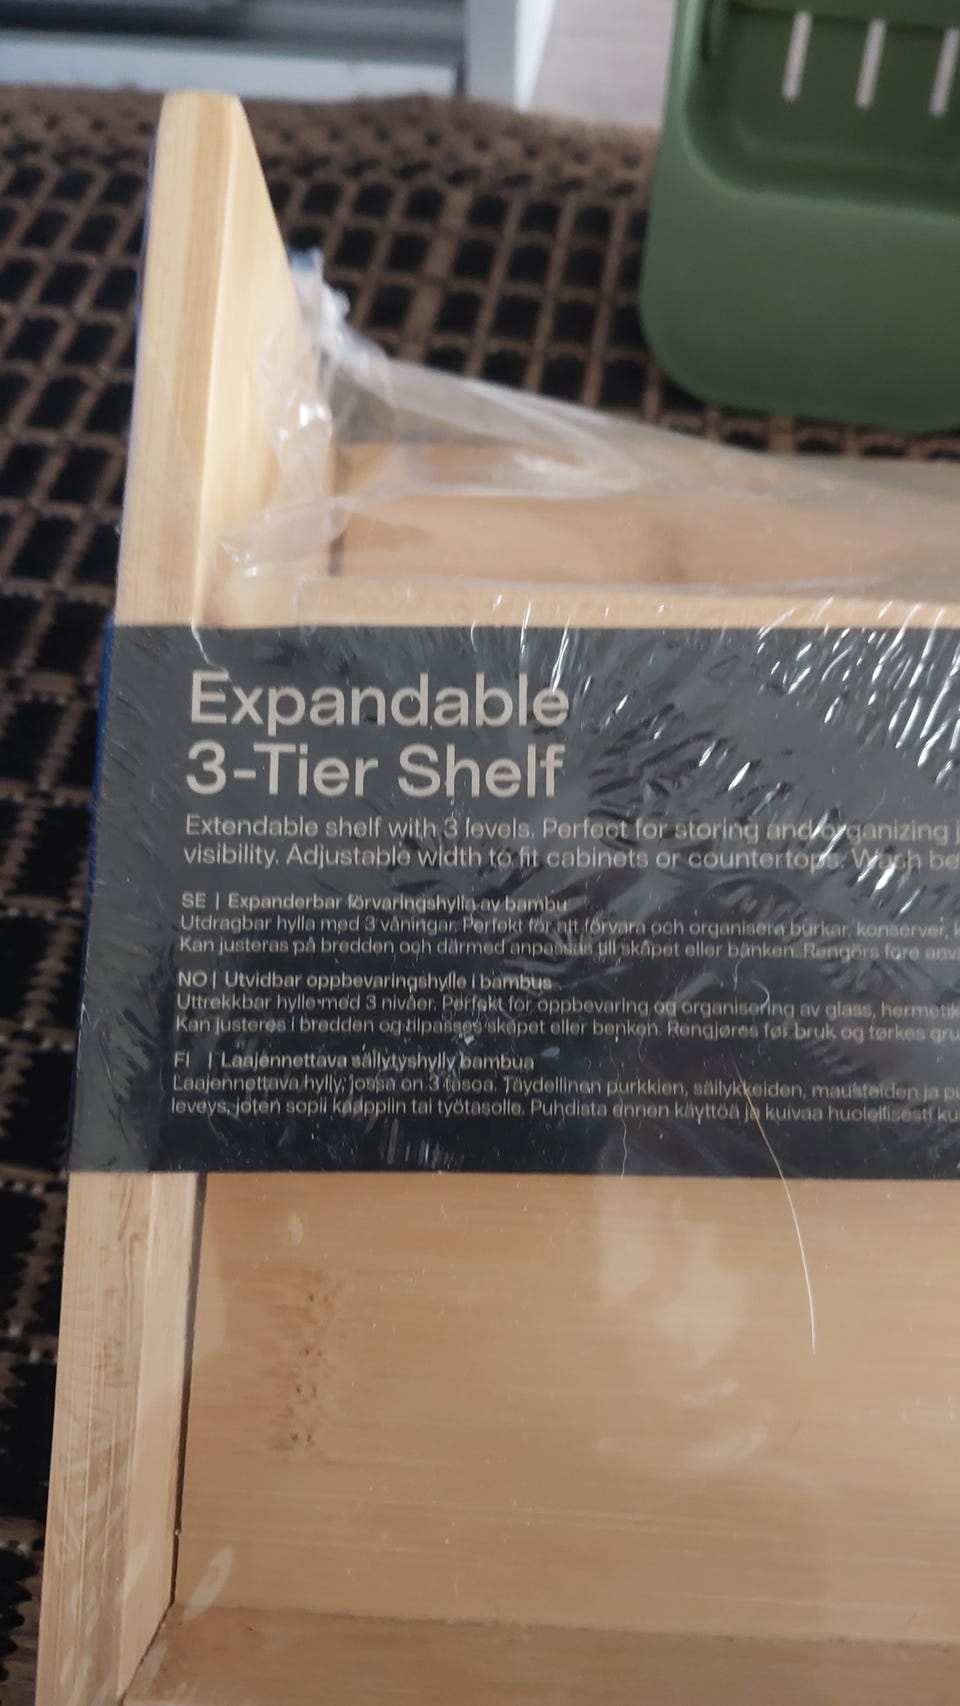 Expandable
3-Tier Shelf
Extendable shelf with 3 levels. Perfect for storing and organizing
visibility. Adjustable width to fit cabinets or countertops. Wash
SE | Expanderbar förvaringshylla av bambu
Utdragbar hylla med 3 våningar. Perfekt för att förvara och organisera burkar, konserver,
Kan justeras på bredden och därmed anpassas till skåpet eller bänken. Rengörs före
NO | Utvidbar oppbevaringshylle i bambus
Uttrekkbar hylle med 3 nivåer. Perfekt for oppbevaring og organisering av glass,
Kan justeres i bredden og tilpasses skapet eller benken. Rengjøres før bruk og tørkes
FI | Laajennettava säilytyshylly bambua
Laajennettava hylly, jossa on 3 tasoa. Täydellinen purkkien, säilykkeiden, mausteiden ja
leveys, joten sopii kaappiin tai työtasolle. Puhdista ennen käyttöä ja kuivaa huolellisesti